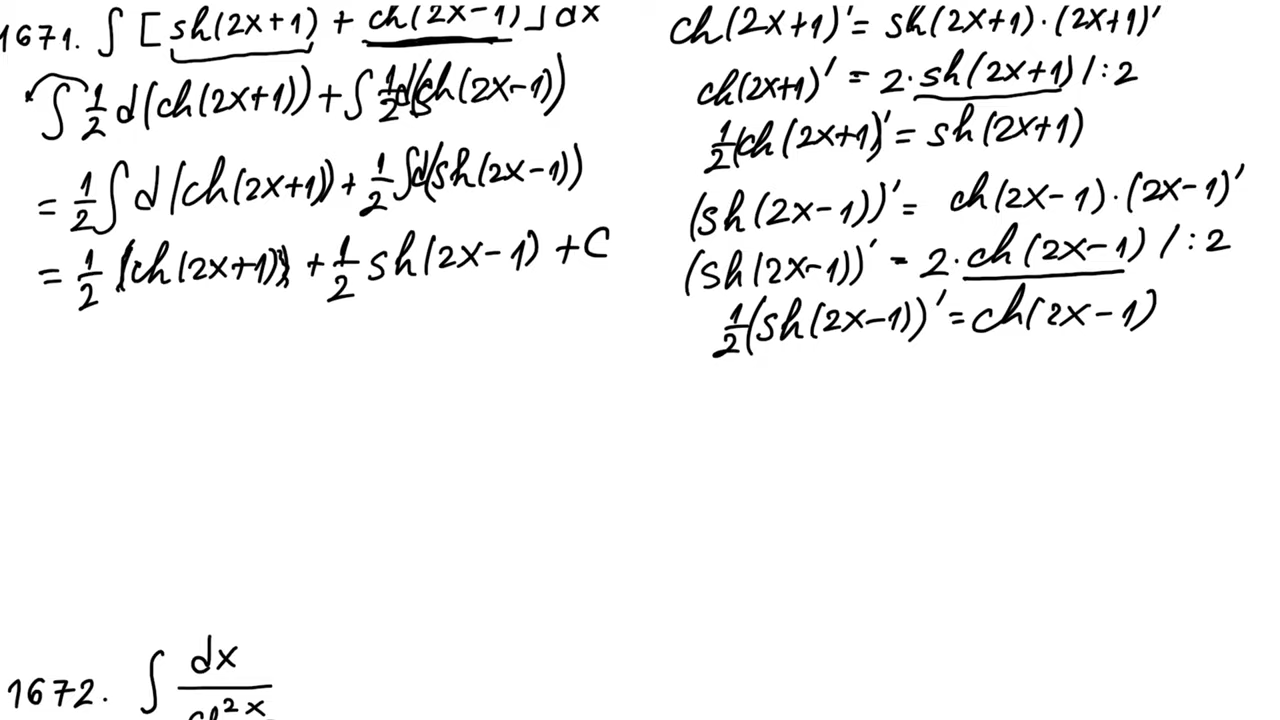 1671. ∫ [sh(2x+1) + ch(2x-1)] dx
∫ 1/2 d(ch(2x+1)) + ∫ 1/2 d(sh(2x-1))
= 1/2 ∫ d(ch(2x+1)) + 1/2 ∫ d(sh(2x-1))
= 1/2 (ch(2x+1)) + 1/2 sh(2x-1) + C
ch(2x+1)' = sh(2x+1)·(2x+1)'
ch(2x+1)' = 2·sh(2x+1) /:2
1/2(ch(2x+1))' = sh(2x+1)
(sh(2x-1))' = ch(2x-1)·(2x-1)'
(sh(2x-1))' = 2·ch(2x-1) /:2
1/2(sh(2x-1))' = ch(2x-1)
1672. ∫ dx